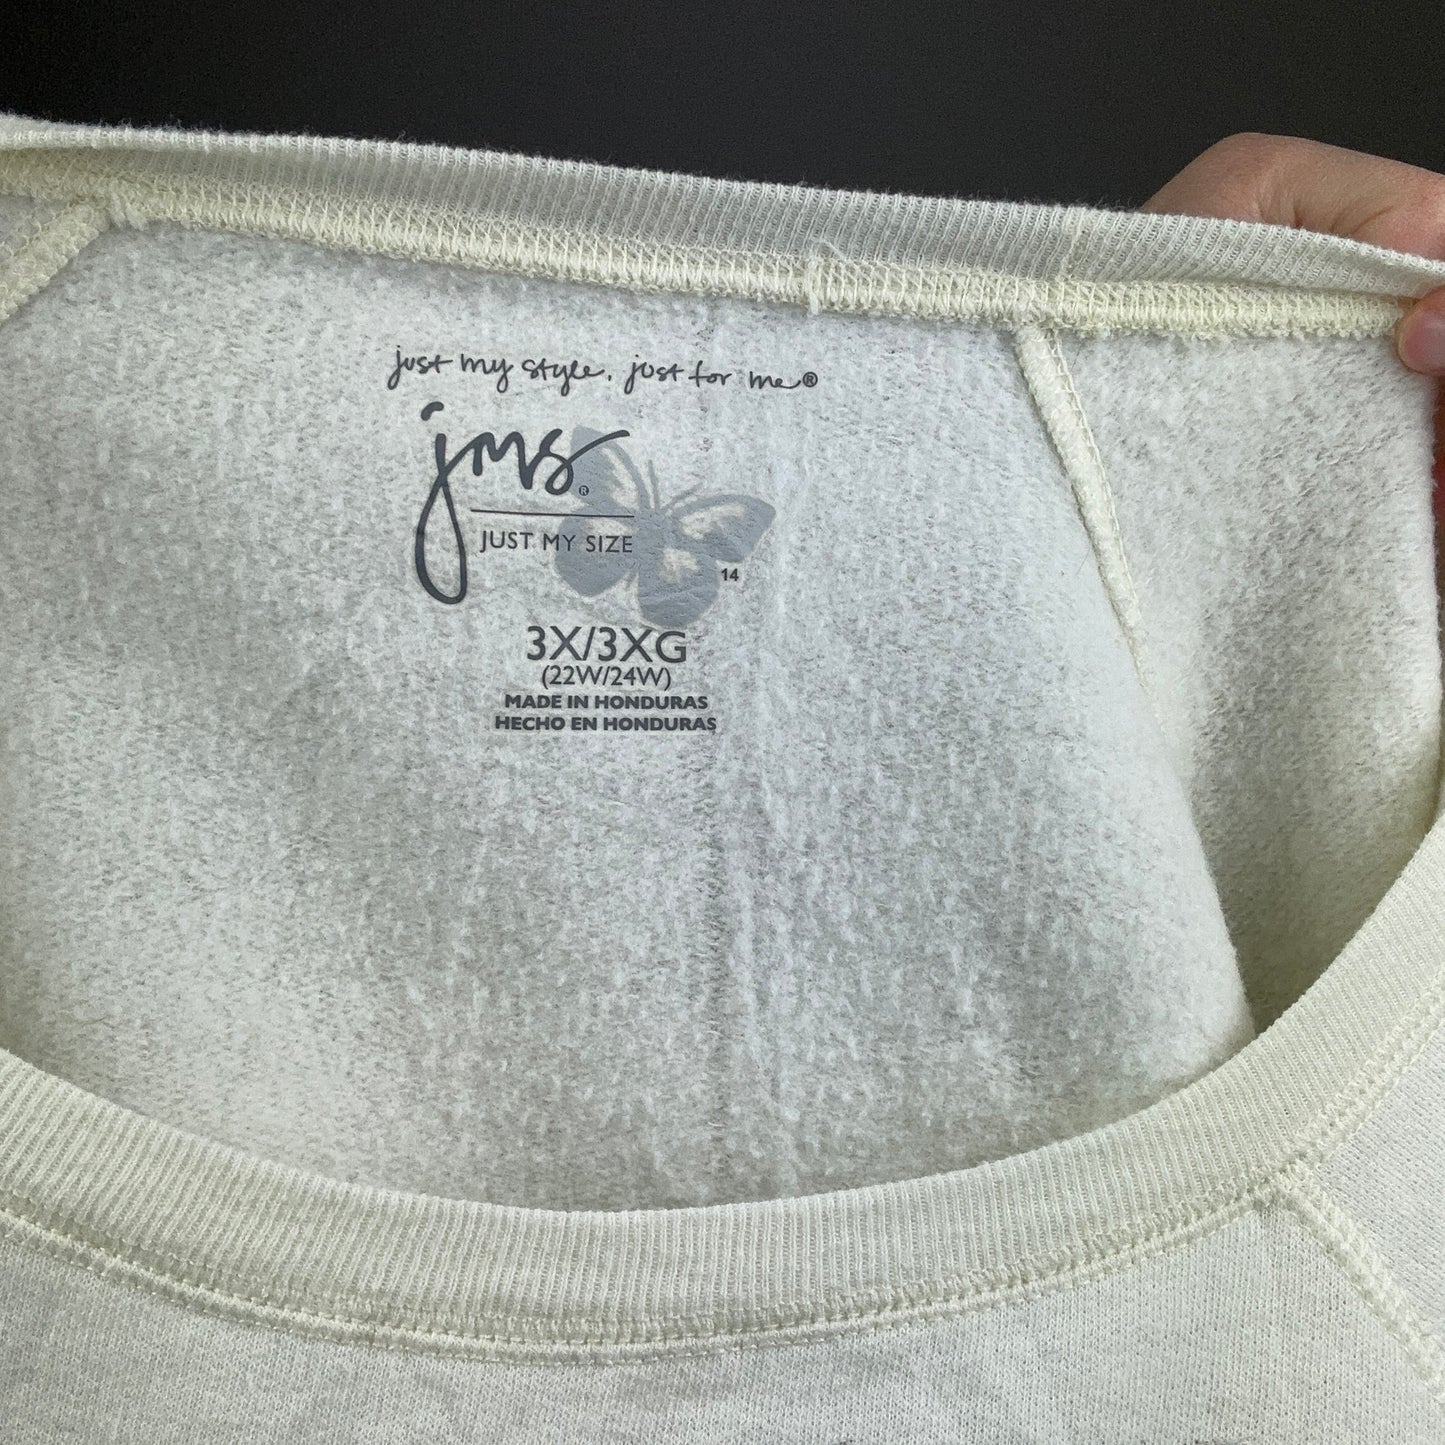 just my style. just for me®
jms®
JUST MY SIZE
14
3X/3XG
(22W/24W)
MADE IN HONDURAS
HECHO EN HONDURAS